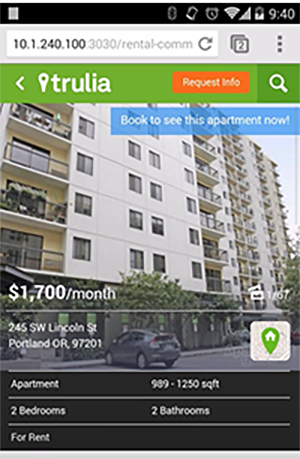 9:40
10.1.240.100:3030/rental-comm
2
trulia
Request Info
Book to see this apartment now!
$1,700/month
1/67
245 SW Lincoln St
Portland OR, 97201
Apartment 989 - 1250 sqft
2 Bedrooms 2 Bathrooms
For Rent